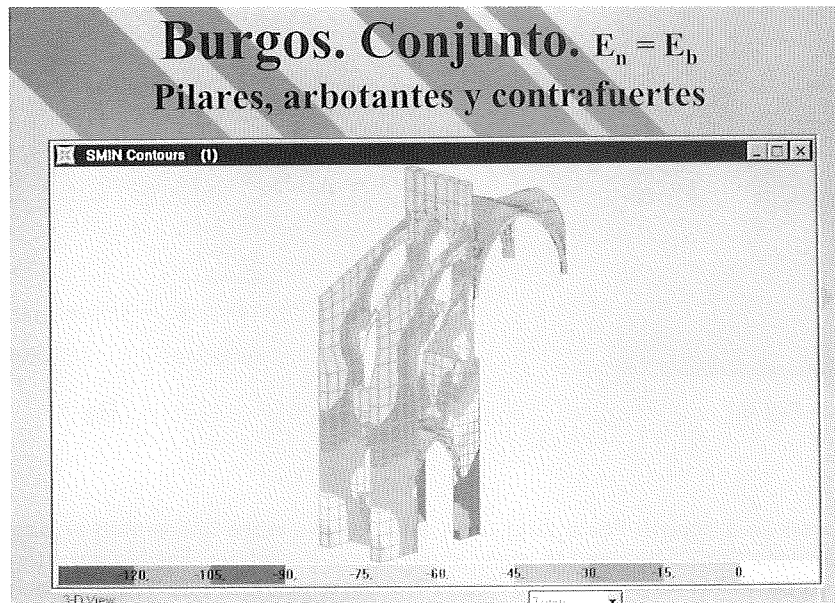 Burgos. Conjunto. Eₙ = E_b
Pilares, arbotantes y contrafuertes
SMIN Contours (1)
-120. -105. -90. -75. -60. 45. 30. -15. 0.
3-D View